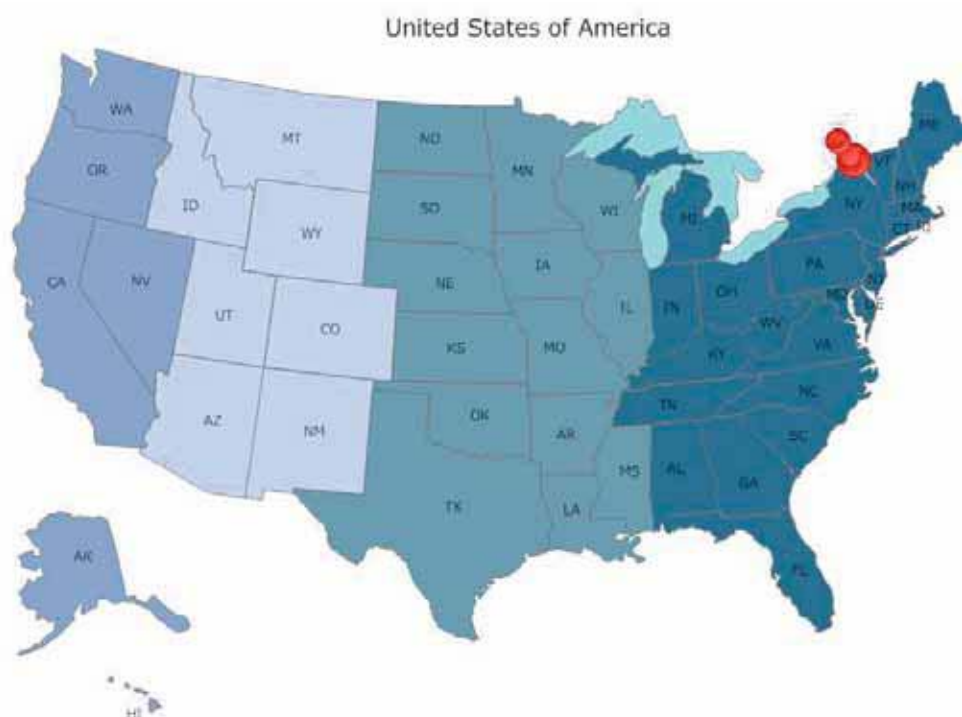 United States of America
WA
ME
MT
ND
OR
MN
VT
ID
SD
WI
MI
NY
NH
MA
WY
CT
RI
CA
NV
NE
IA
PA
UT
CO
IL
IN
OH
NJ
MD
DE
WV
KS
MO
KY
VA
AZ
NM
OK
AR
TN
NC
SC
TX
LA
MS
AL
GA
FL
AK
HI